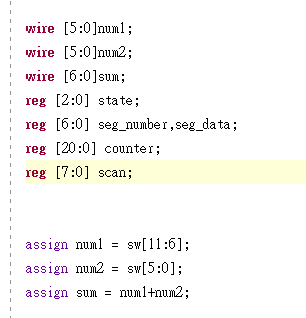 wire [5:0]num1;
wire [5:0]num2;
wire [6:0]sum;
reg [2:0] state;
reg [6:0] seg_number,seg_data;
reg [20:0] counter;
reg [7:0] scan;
assign num1 = sw[11:6];
assign num2 = sw[5:0];
assign sum = num1+num2;